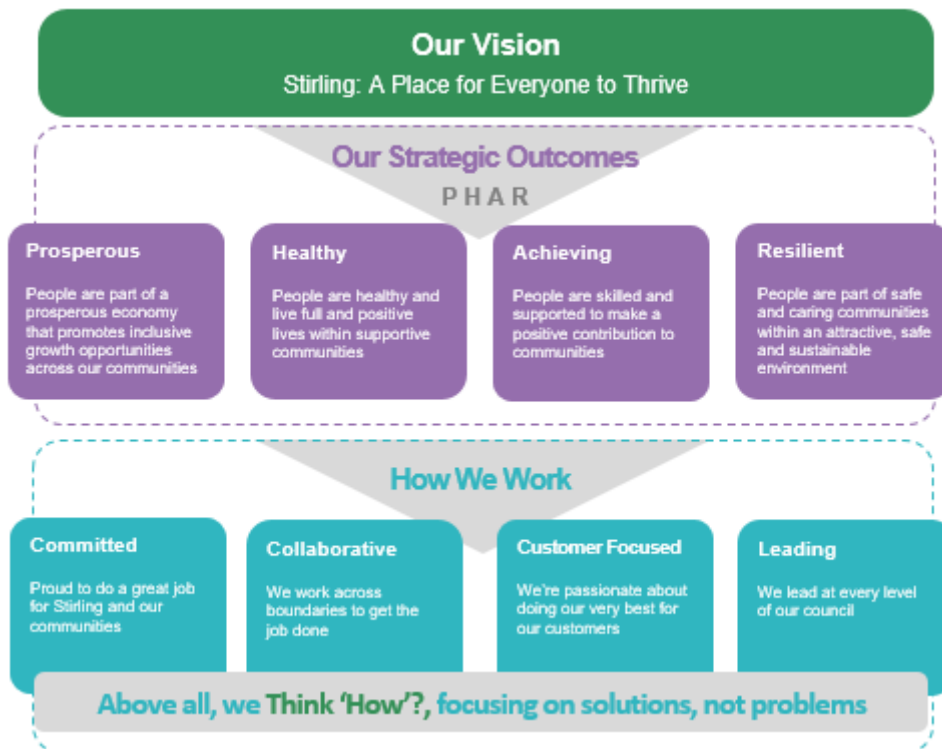 Our Vision
Stirling: A Place for Everyone to Thrive
Our Strategic Outcomes
PHAR
Prosperous
People are part of a
prosperous economy
that promotes inclusive
growth opportunities
across our communities
Healthy
People are healthy and
live full and positive
lives within supportive
communities
Achieving
People are skilled and
supported to make a
positive contribution to
communities
Resilient
People are part of safe
and caring communities
within an attractive, safe
and sustainable
environment
How We Work
Committed
Proud to do a great job
for Stirling and our
communities
Collaborative
We work across
boundaries to get the
job done
Customer Focused
We're passionate about
doing our very best for
our customers
Leading
We lead at every level
of our council
Above all, we Think ‘How’?, focusing on solutions, not problems